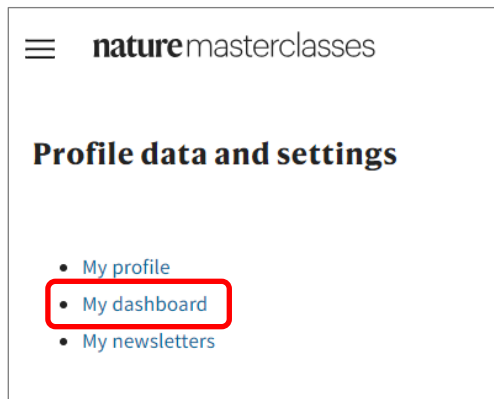 nature masterclasses
Profile data and settings
My profile
My dashboard
My newsletters